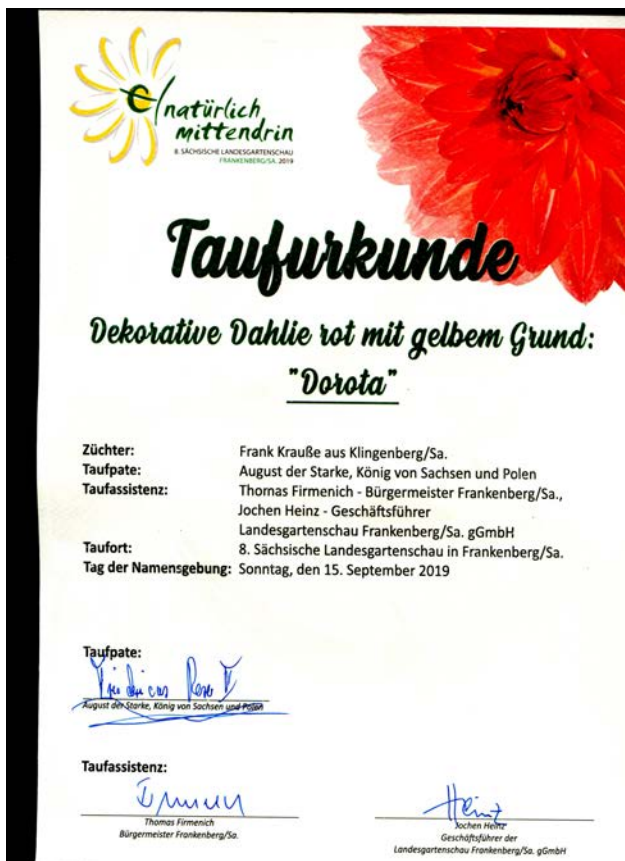 natürlich
mittendrin
8. SÄCHSISCHE LANDESGARTENSCHAU
FRANKENBERG/SA. 2019
Taufurkunde
Dekorative Dahlie rot mit gelbem Grund:
"Dorota"
Züchter: Frank Krauße aus Klingenberg/Sa.
Taufpate: August der Starke, König von Sachsen und Polen
Taufassistenz: Thomas Firmenich - Bürgermeister Frankenberg/Sa.,
Jochen Heinz - Geschäftsführer
Landesgartenschau Frankenberg/Sa. gGmbH
Taufort: 8. Sächsische Landesgartenschau in Frankenberg/Sa.
Tag der Namensgebung: Sonntag, den 15. September 2019
Taufpate:
August der Starke, König von Sachsen und Polen
Taufassistenz:
Heinz
Thomas Firmenich
Bürgermeister Frankenberg/Sa.
Jochen Heinz
Geschäftsführer der
Landesgartenschau Frankenberg/Sa. gGmbH